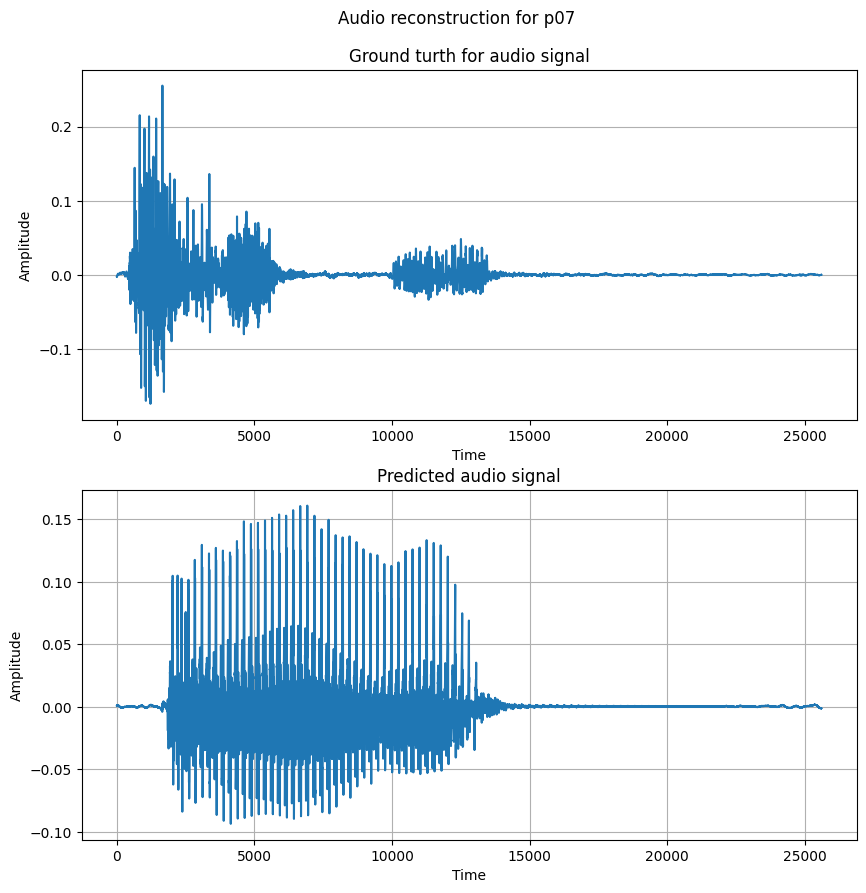 Audio reconstruction for p07
Ground turth for audio signal
0.2
0.1
0.0
−0.1
Amplitude
0 5000 10000 15000 20000 25000
Time
Predicted audio signal
0.15
0.10
0.05
0.00
−0.05
−0.10
Amplitude
0 5000 10000 15000 20000 25000
Time